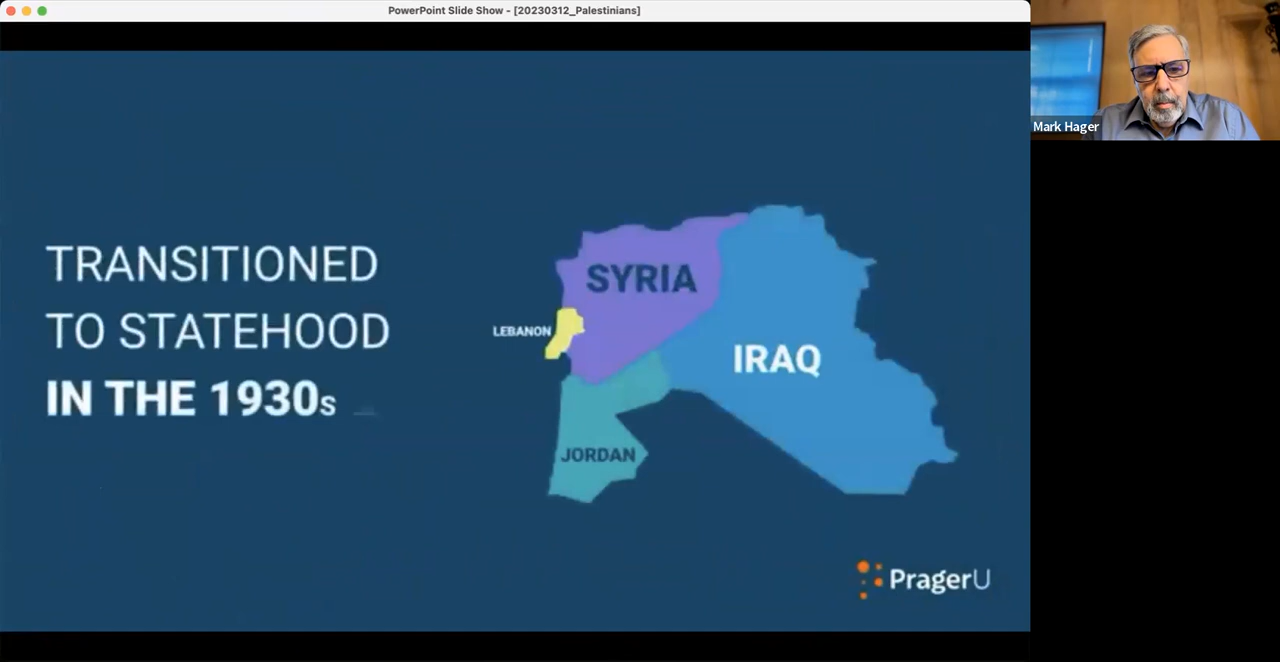 PowerPoint Slide Show - [20230312_Palestinians]
Mark Hager
TRANSITIONED
TO STATEHOOD
IN THE 1930s
SYRIA
LEBANON
IRAQ
JORDAN
PragerU